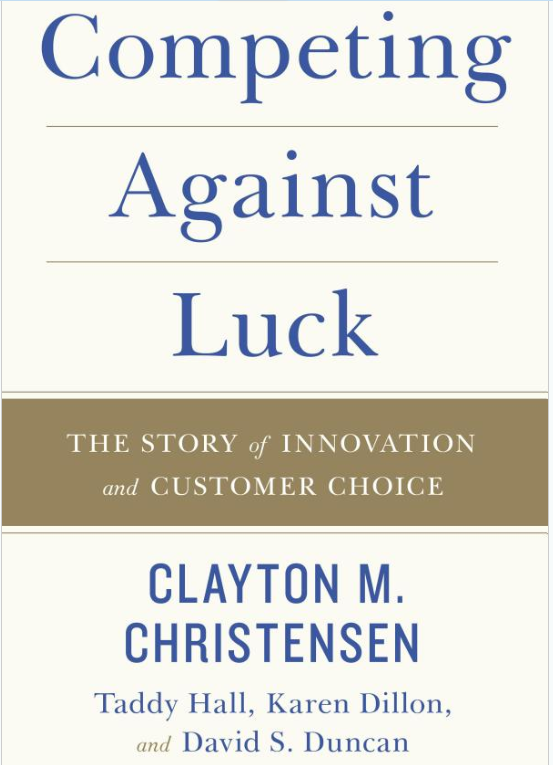 Competing
Against
Luck
THE STORY of INNOVATION
and CUSTOMER CHOICE
CLAYTON M.
CHRISTENSEN
Taddy Hall, Karen Dillon,
and David S. Duncan